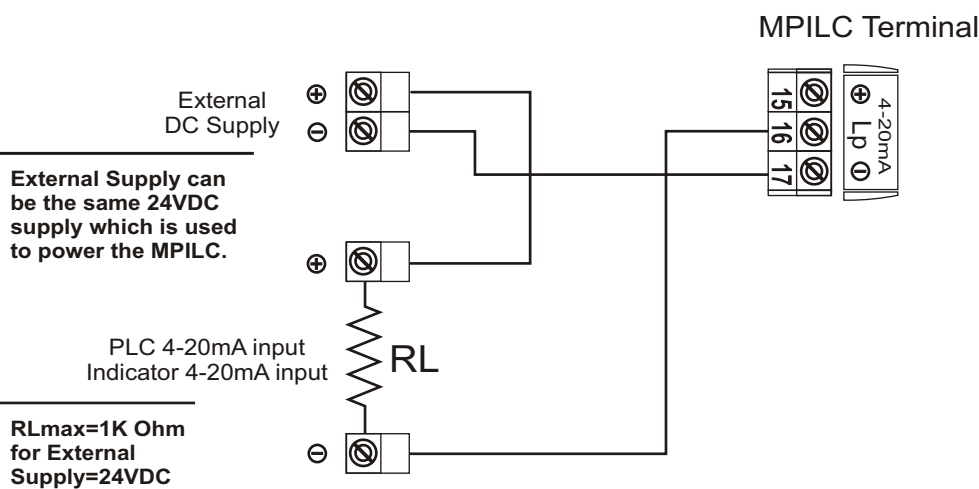 MPILC Terminal
External
DC Supply
⊕
⊖
External Supply can
be the same 24VDC
supply which is used
to power the MPILC.
⊕
PLC 4-20mA input
Indicator 4-20mA input
RL
RLmax=1K Ohm
for External
Supply=24VDC
⊖
15
16
17
⊕ Lp ⊖
4-20mA